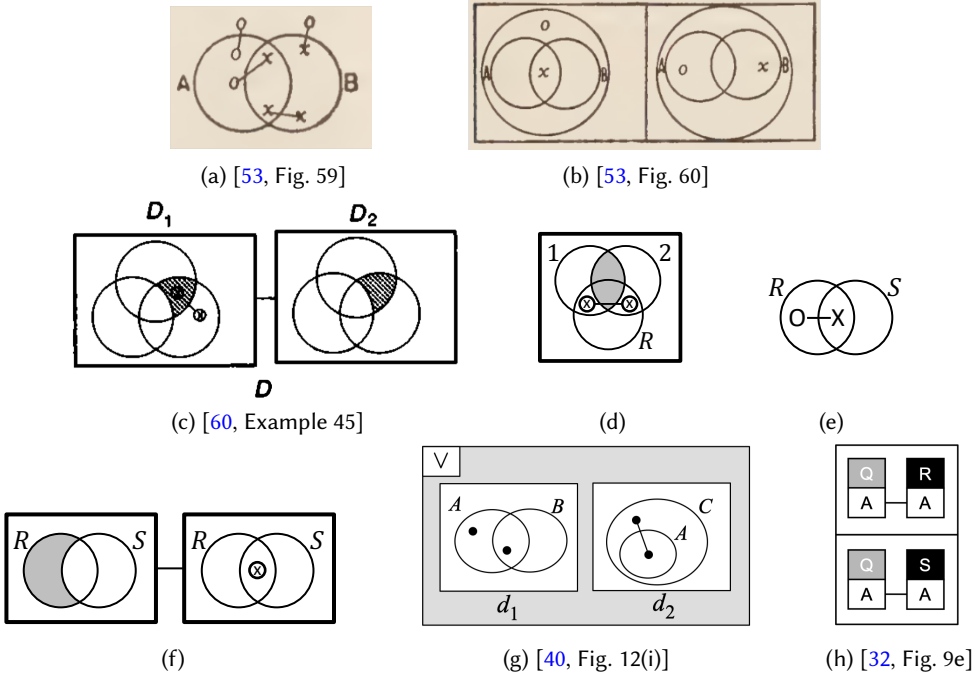 o o
o x x
A o B
x x
o
A x B
A o x B
(a) [53, Fig. 59]
(b) [53, Fig. 60]
D₁ D₂
x
x
D
(c) [60, Example 45]
1 2
x x
R
(d)
R S
O X
(e)
R S
R S
x
(f)
∨
A B
d₁
C
A
d₂
(g) [40, Fig. 12(i)]
Q R
A A
Q S
A A
(h) [32, Fig. 9e]